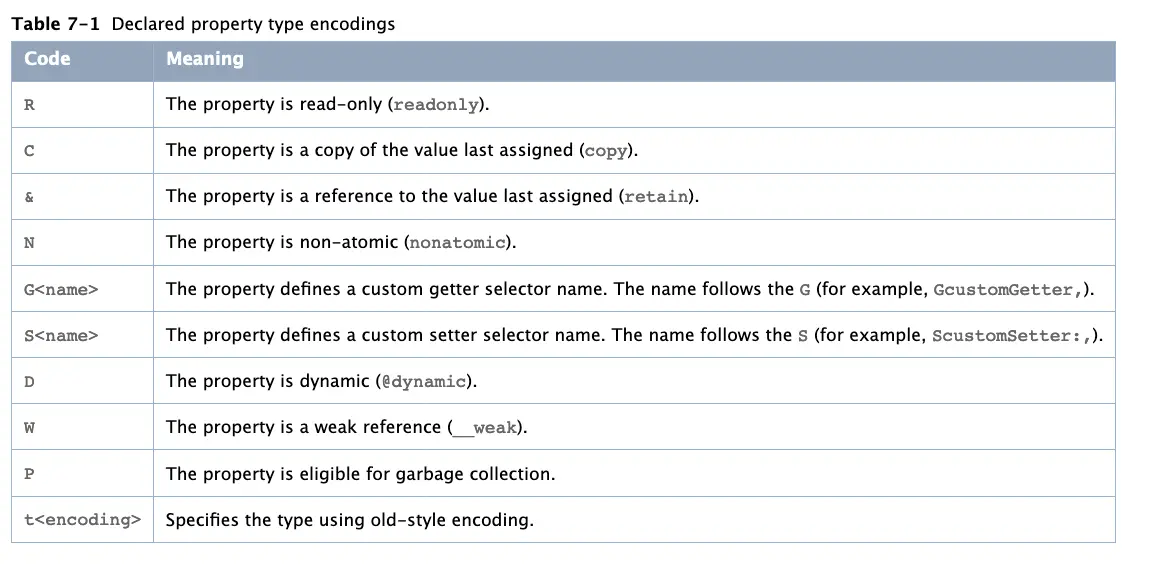 Table 7-1 Declared property type encodings
Code Meaning
R The property is read-only (readonly).
C The property is a copy of the value last assigned (copy).
& The property is a reference to the value last assigned (retain).
N The property is non-atomic (nonatomic).
G<name> The property defines a custom getter selector name. The name follows the G (for example, GcustomGetter,).
S<name> The property defines a custom setter selector name. The name follows the S (for example, ScustomSetter:,).
D The property is dynamic (@dynamic).
W The property is a weak reference (__weak).
P The property is eligible for garbage collection.
t<encoding> Specifies the type using old-style encoding.